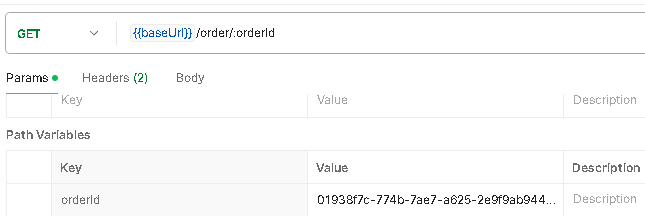 GET {{baseUrl}} /order/:orderId
Params Headers (2) Body
Key Value Description
Path Variables
Key Value Description
orderId 01938f7c-774b-7ae7-a625-2e9f9ab944... Description